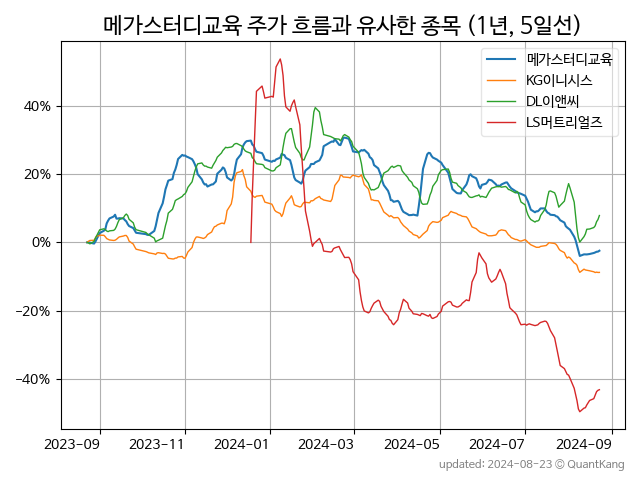 메가스터디교육 주가 흐름과 유사한 종목 (1년, 5일선)
메가스터디교육
KG이니시스
DL이앤씨
LS머트리얼즈
40%
20%
0%
−20%
−40%
2023-09 2023-11 2024-01 2024-03 2024-05 2024-07 2024-09
updated: 2024-08-23 © QuantKang